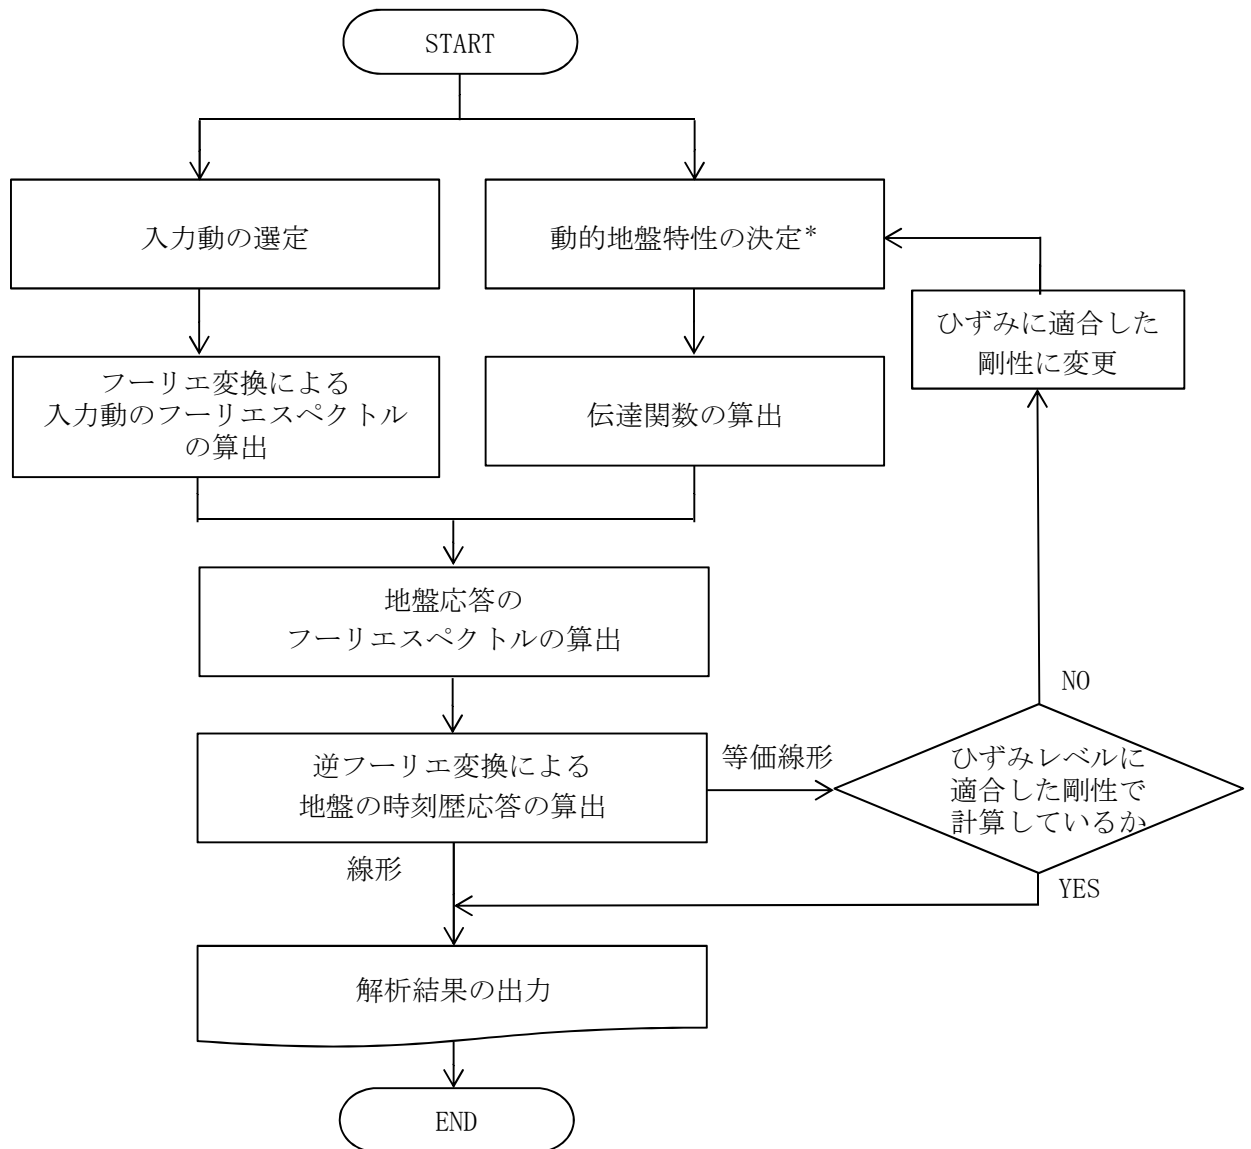 START
入力動の選定
動的地盤特性の決定*
ひずみに適合した
剛性に変更
フーリエ変換による
入力動のフーリエスペクトル
の算出
伝達関数の算出
地盤応答の
フーリエスペクトルの算出
NO
逆フーリエ変換による
地盤の時刻歴応答の算出
等価線形
ひずみレベルに
適合した剛性で
計算しているか
線形
YES
解析結果の出力
END